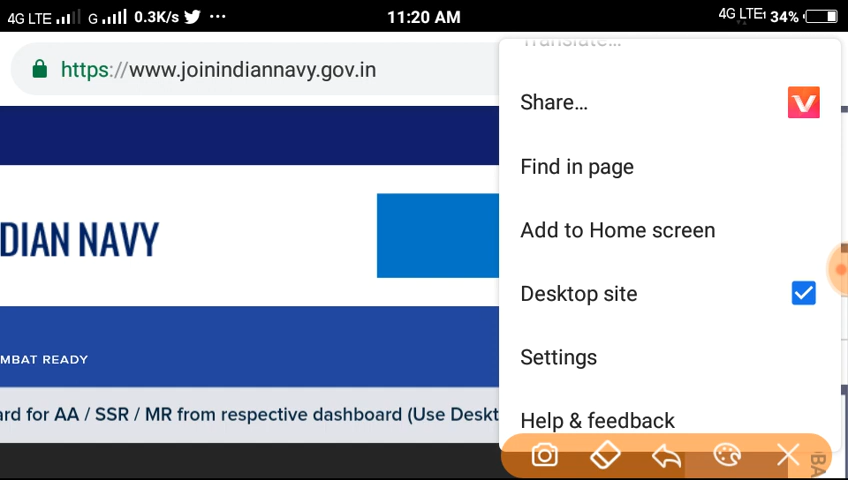 4G LTE G 0.3K/s ... 11:20 AM 4G LTE 34%
https://www.joinindiannavy.gov.in
Translate...
Share...
Find in page
DIAN NAVY
Add to Home screen
Desktop site
MBAT READY
Settings
ard for AA / SSR / MR from respective dashboard (Use Deskt
Help & feedback
BA